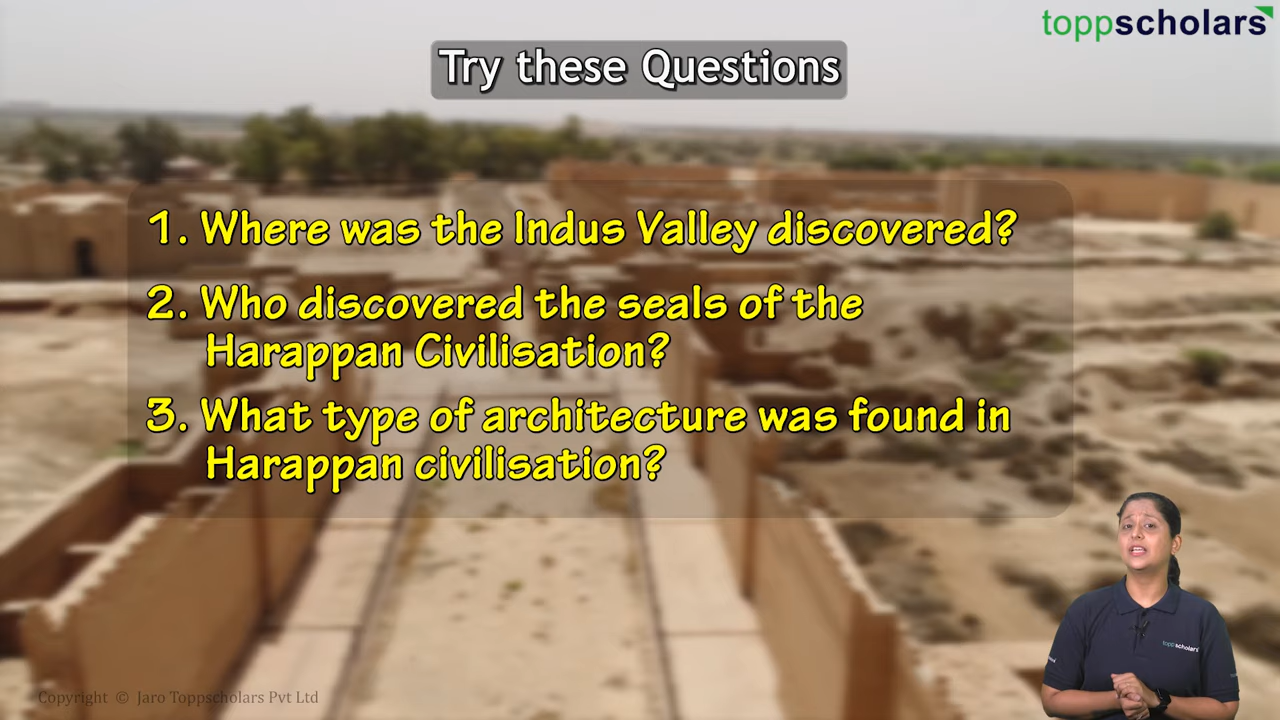 toppscholars
Try these Questions
1. Where was the Indus Valley discovered?
2. Who discovered the seals of the
Harappan Civilisation?
3. What type of architecture was found in
Harappan civilisation?
toppscholars
Copyright © Jaro Toppscholars Pvt Ltd